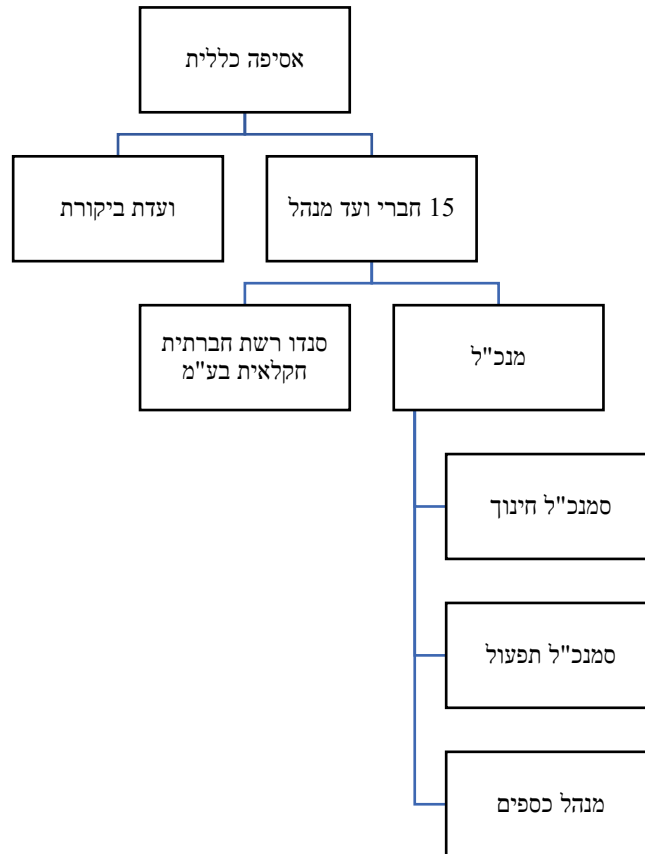 אסיפה כללית
15 חברי ועד מנהל
ועדת ביקורת
מנכ"ל
סנדו רשת חברתית
חקלאית בע"מ
סמנכ"ל חינוך
סמנכ"ל תפעול
מנהל כספים